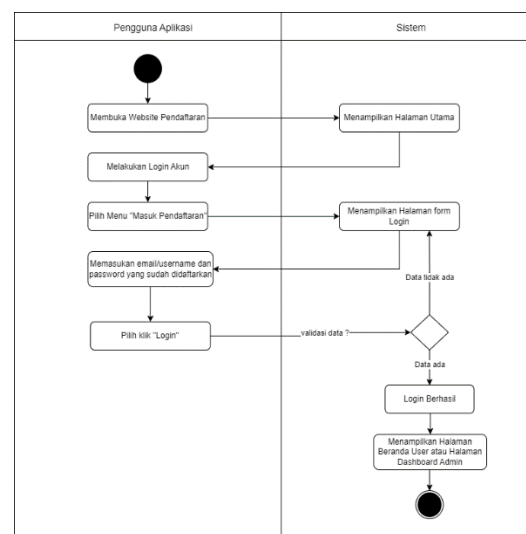 Pengguna Aplikasi
Sistem
Membuka Website Pendaftaran
Menampilkan Halaman Utama
Melakukan Login Akun
Pilih Menu "Masuk Pendaftaran"
Menampilkan Halaman form
Login
Memasukan email/username dan
password yang sudah didaftarkan
Data tidak ada
Pilih klik "Login"
validasi data ?
Data ada
Login Berhasil
Menampilkan Halaman
Beranda User atau Halaman
Dashboard Admin